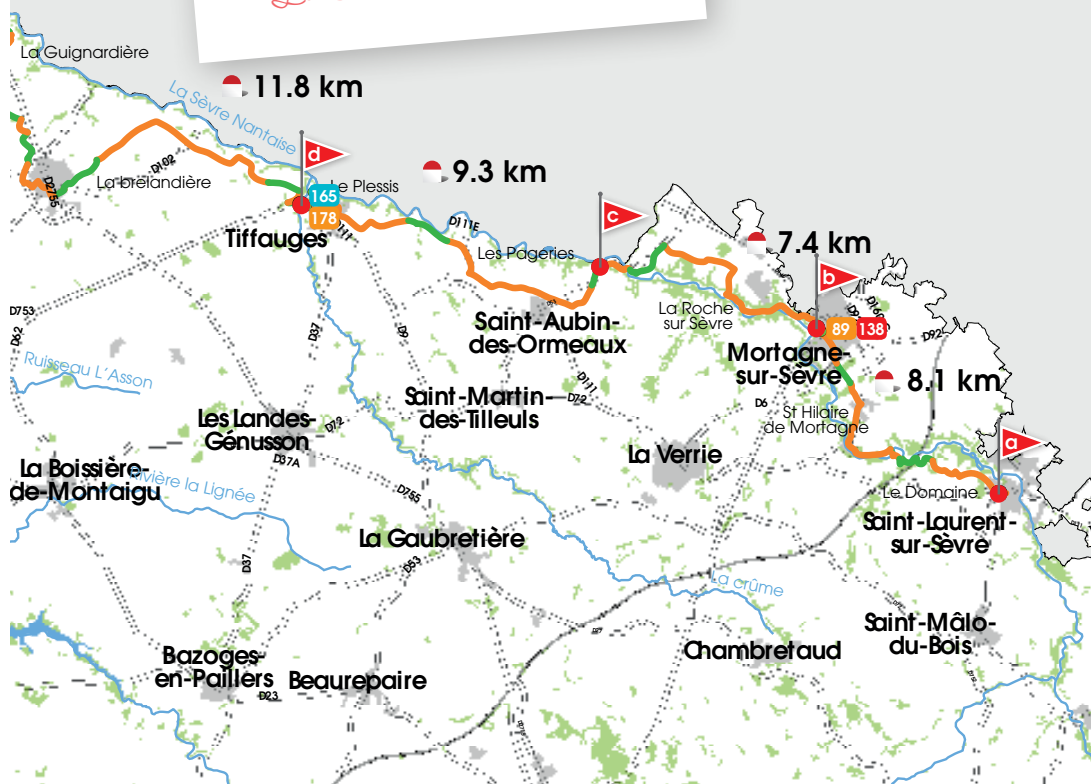 La Guignardière
11.8 km
La Sèvre Nantaise
d
9.3 km
D102
La brelandière
D2755
Le Plessis
165
178
Tiffauges
D111E
c
Les Pageries
7.4 km
b
La Roche
sur Sèvre
89
138
D92
D753
D62
D37
D9
Saint-Aubin-
des-Ormeaux
Mortagne-
sur-Sèvre
8.1 km
Ruisseau L'Asson
Saint-Martin-
des-Tilleuls
D111
D72
D6
St Hilaire
de Mortagne
Les Landes-
Génusson
D72
D37A
La Verrie
a
La Boissière-
de-Montaigu
Rivière la Lignée
D755
Le Domaine
Saint-Laurent-
sur-Sèvre
La Gaubretière
D37
D53
La crûme
Saint-Mâlo-
du-Bois
Chambretaud
Bazoges-
en-Paillers
Beaurepaire
D23